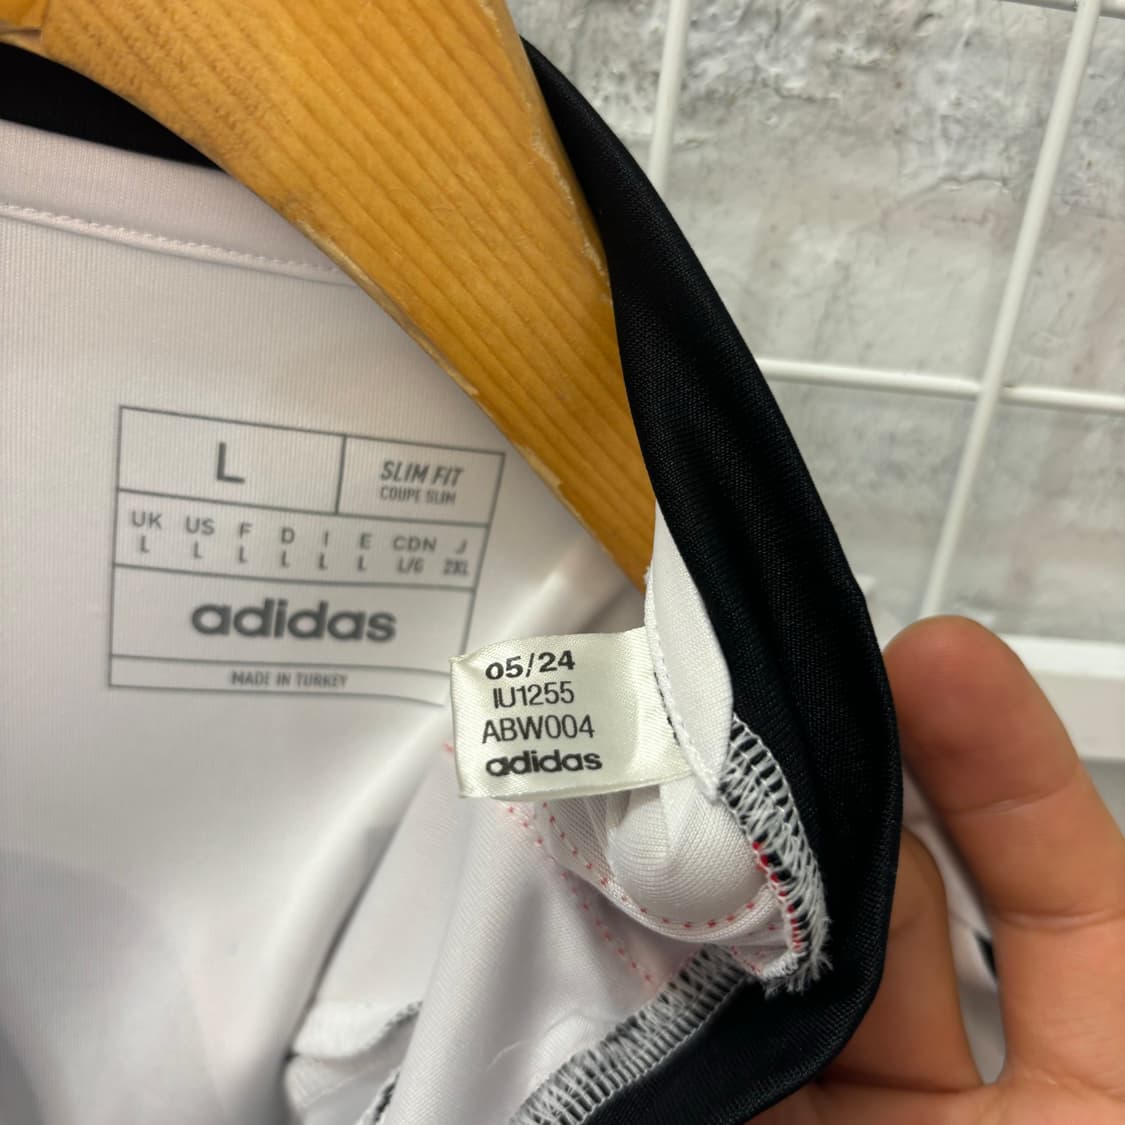 L
SLIM FIT
COUPE SLIM
UK US F D I E CDN J
L L L L L L L/G 2XL
adidas
MADE IN TURKEY
05/24
IU1255
ABW004
adidas